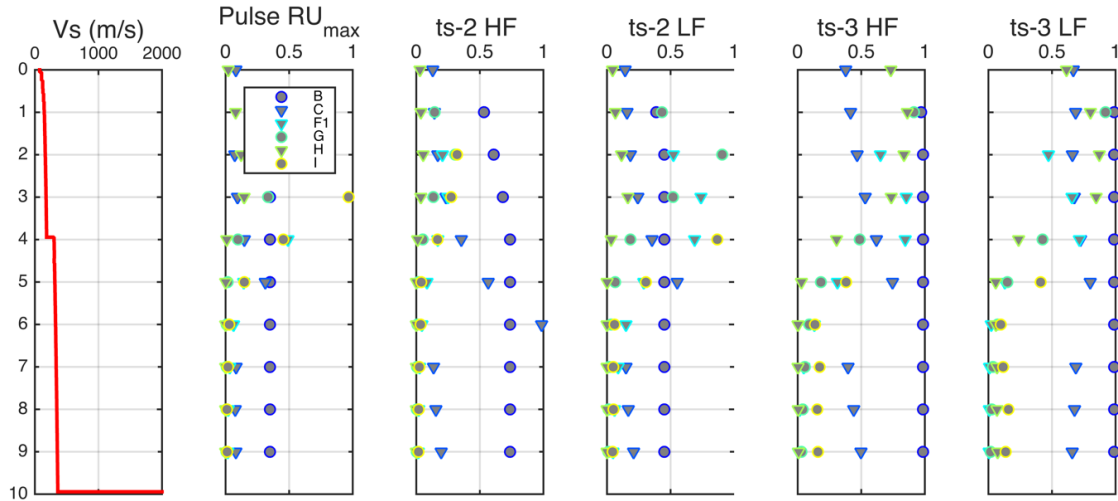 Vs (m/s)
0 1000 2000
0
1
2
3
4
5
6
7
8
9
10
Pulse RUmax
0 0.5 1
B
C
F1
G
H
I
ts-2 HF
0 0.5 1
ts-2 LF
0 0.5 1
ts-3 HF
0 0.5 1
ts-3 LF
0 0.5 1